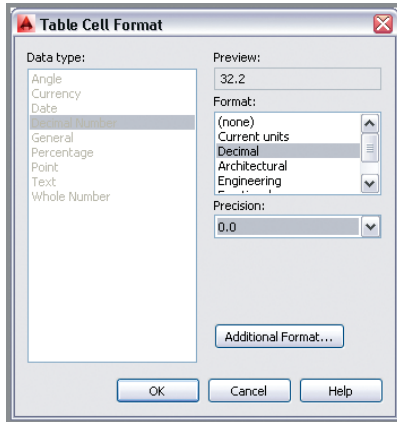 Table Cell Format
Data type:
Angle
Currency
Date
Decimal Number
General
Percentage
Point
Text
Whole Number
Preview:
32.2
Format:
(none)
Current units
Decimal
Architectural
Engineering
Precision:
0.0
Additional Format...
OK
Cancel
Help